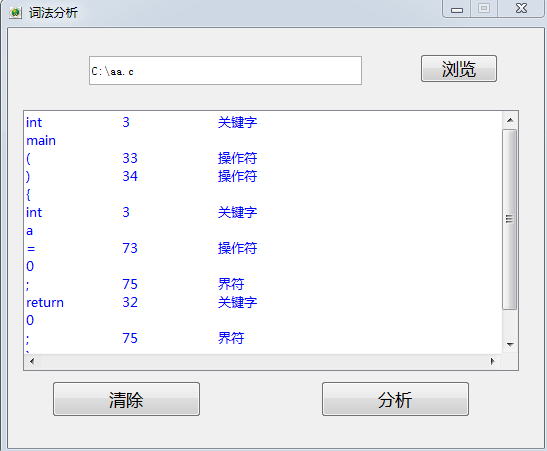 词法分析
C:\aa.c
浏览
int 3 关键字
main
( 33 操作符
) 34 操作符
{
int 3 关键字
a
= 73 操作符
0
; 75 界符
return 32 关键字
0
; 75 界符
清除
分析